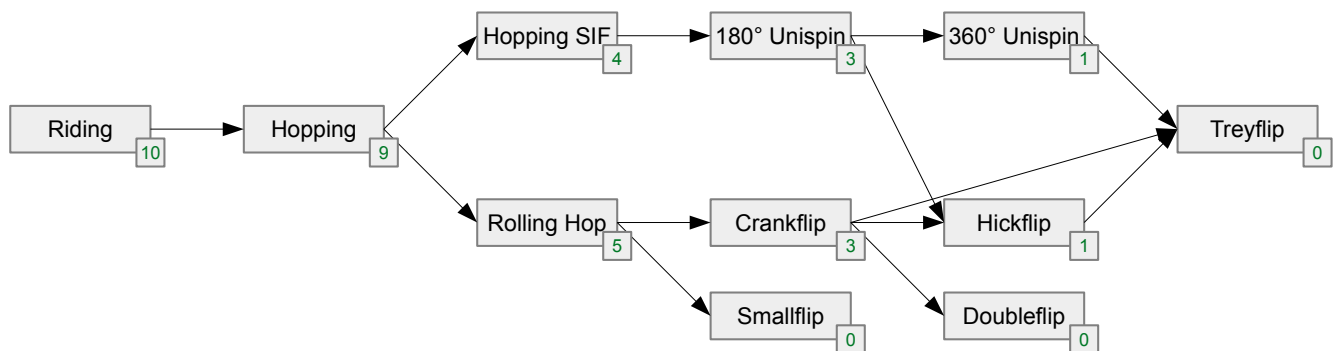 Hopping SIF
4
180° Unispin
3
360° Unispin
1
Riding
10
Hopping
9
Treyflip
0
Rolling Hop
5
Crankflip
3
Hickflip
1
Smallflip
0
Doubleflip
0